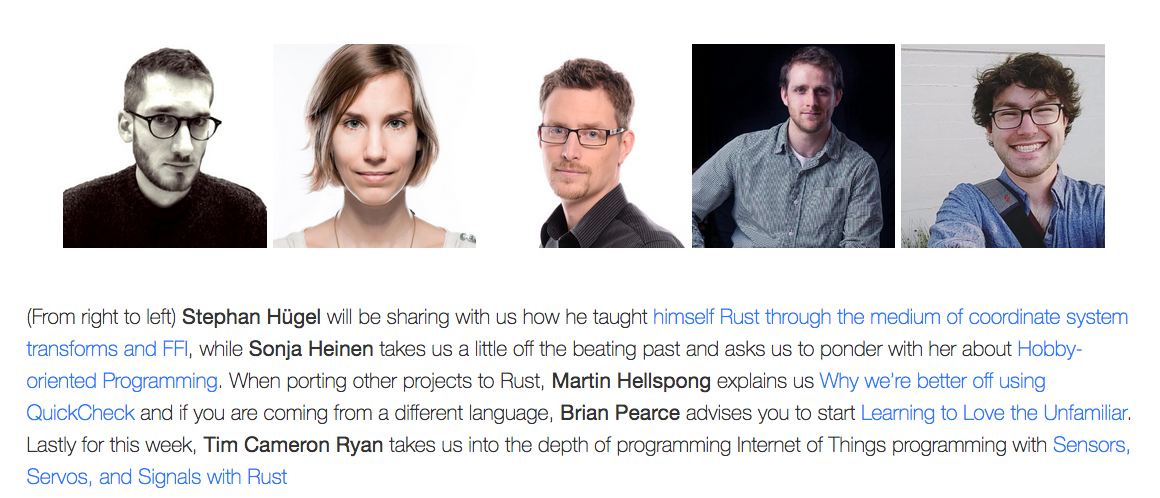 (From right to left) Stephan Hügel will be sharing with us how he taught himself Rust through the medium of coordinate system
transforms and FFI, while Sonja Heinen takes us a little off the beating past and asks us to ponder with her about Hobby-
oriented Programming. When porting other projects to Rust, Martin Hellspong explains us Why we're better off using
QuickCheck and if you are coming from a different language, Brian Pearce advises you to start Learning to Love the Unfamiliar.
Lastly for this week, Tim Cameron Ryan takes us into the depth of programming Internet of Things programming with Sensors,
Servos, and Signals with Rust